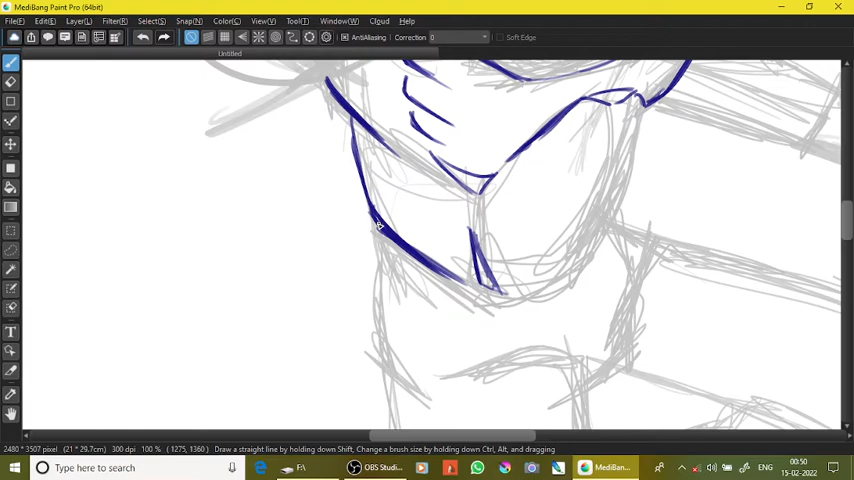 MediBang Paint Pro (64bit)
File(F) Edit(E) Layer(L) Filter(R) Select(S) Snap(N) Color(C) View(V) Tool(T) Window(W) Cloud Help
AntiAliasing Correction 0 Soft Edge
Untitled
T
2480 * 3507 pixel (21 * 29.7cm) 300 dpi 100 % ( 1275, 1360) Draw a straight line by holding down Shift, Change a brush size by holding down Ctrl, Alt, and dragging
Type here to search F:\ OBS Studi... MediBan... ENG 00:50
15-02-2022